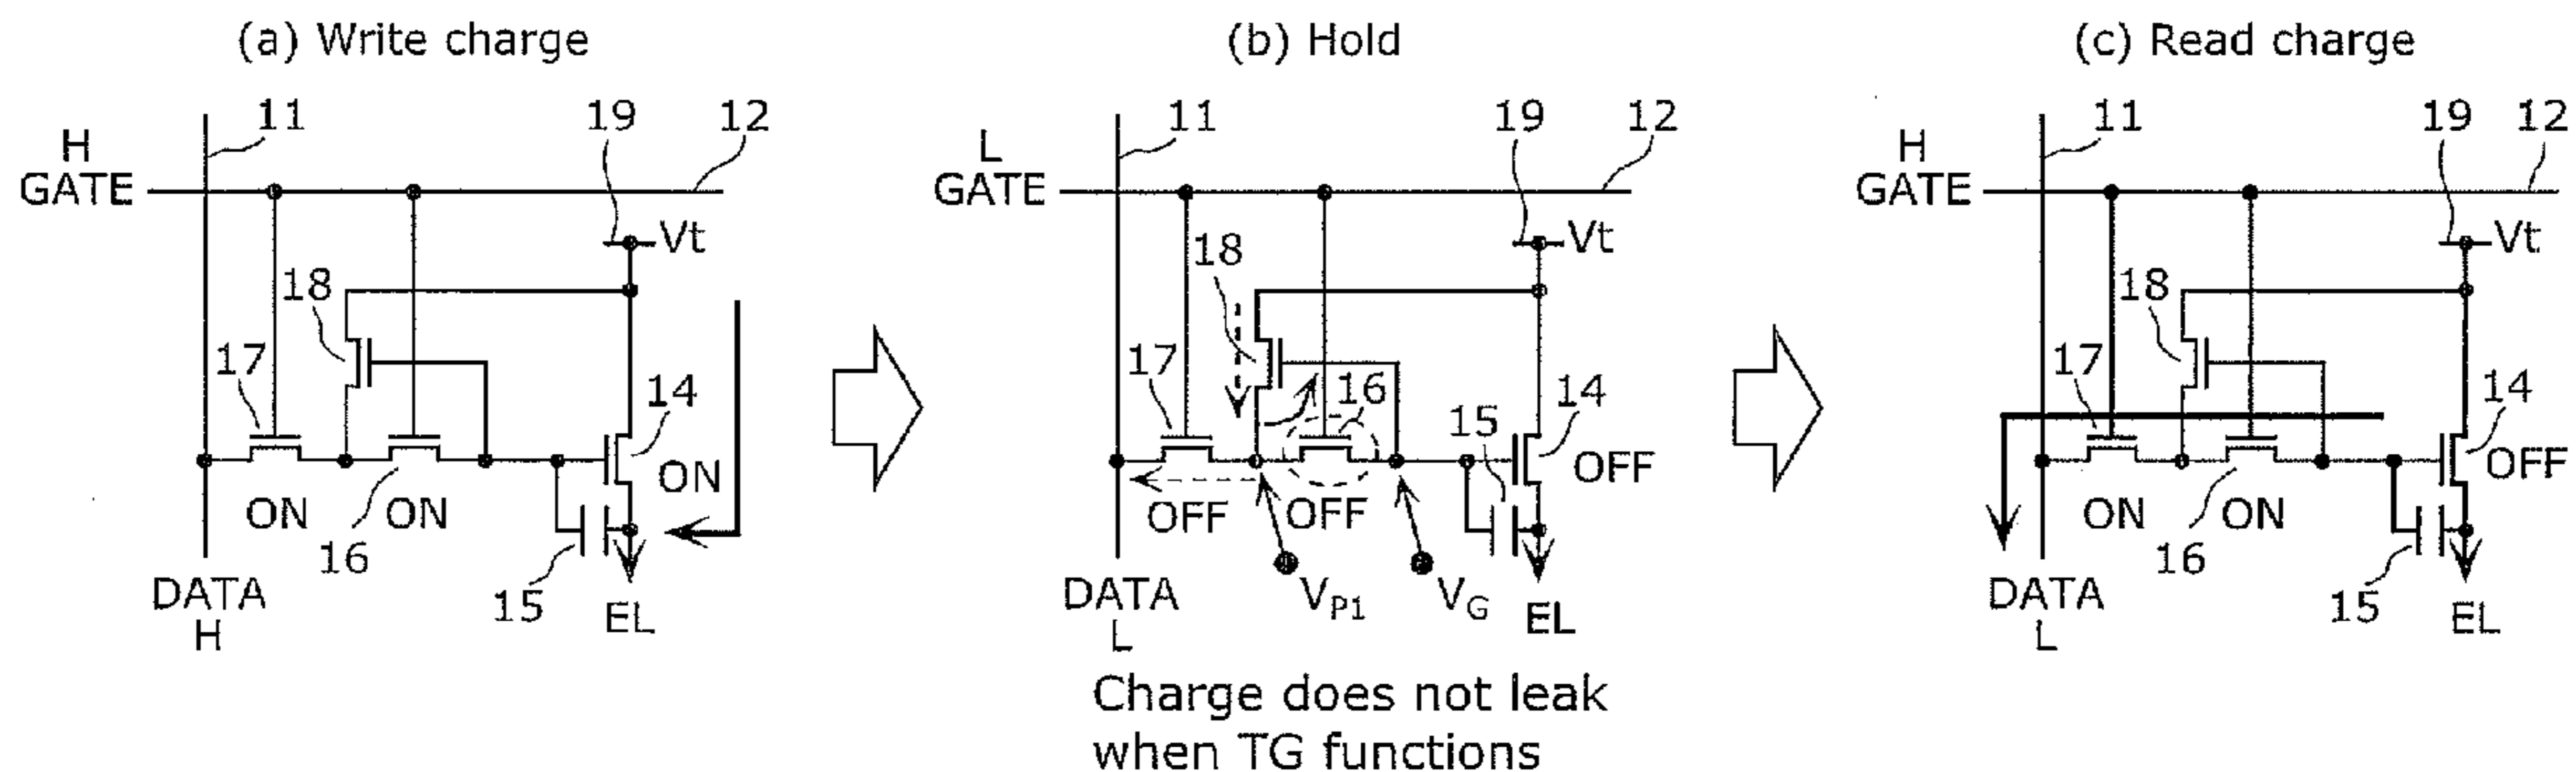 (a) Write charge
11
19
12
H
GATE
Vt
18
17
14
ON
ON
ON
16
15
DATA
H
EL
(b) Hold
11
19
12
L
GATE
Vt
18
17
16
14
15
OFF
OFF
OFF
DATA
L
VP1
VG
EL
Charge does not leak
when TG functions
(c) Read charge
11
19
12
H
GATE
Vt
18
17
14
OFF
ON
ON
16
15
DATA
L
EL